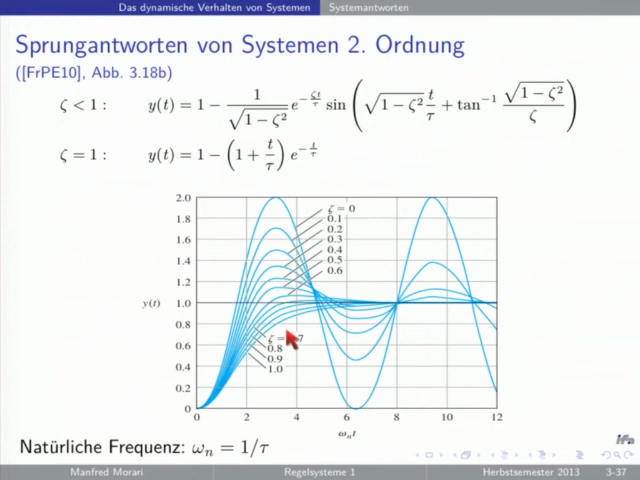 Das dynamische Verhalten von Systemen Systemantworten
Sprungantworten von Systemen 2. Ordnung
([FrPE10], Abb. 3.18b)
ζ < 1 : y(t) = 1 − 1/√(1 − ζ²) e^(−ζt/τ) sin (√(1 − ζ²) t/τ + tan⁻¹ √(1 − ζ²)/ζ)
ζ = 1 : y(t) = 1 − (1 + t/τ) e^(−t/τ)
2.0
1.8
1.6
1.4
1.2
1.0
0.8
0.6
0.4
0.2
0
y(t)
ζ = 0
0.1
0.2
0.3
0.4
0.5
0.6
ζ = 7
0.8
0.9
1.0
0 2 4 6 8 10 12
ωₙt
Natürliche Frequenz: ωₙ = 1/τ
ifa
Manfred Morari Regelsysteme 1 Herbstsemester 2013 3-37